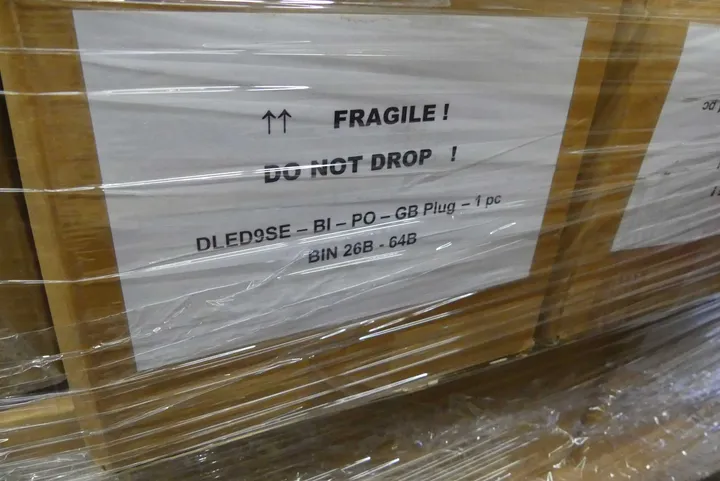 ↑↑ FRAGILE !
DO NOT DROP !
DLED9SE – BI – PO – GB Plug – 1 pc
BIN 26B - 64B